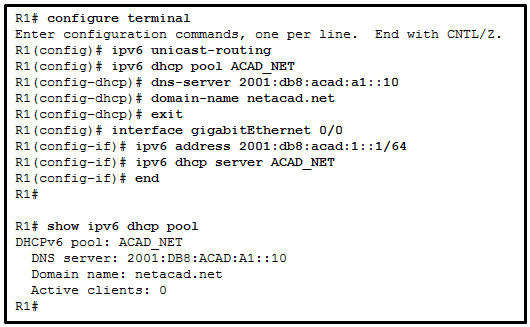 R1# configure terminal
Enter configuration commands, one per line.  End with CNTL/Z.
R1(config)# ipv6 unicast-routing
R1(config)# ipv6 dhcp pool ACAD_NET
R1(config-dhcp)# dns-server 2001:db8:acad:a1::10
R1(config-dhcp)# domain-name netacad.net
R1(config-dhcp)# exit
R1(config)# interface gigabitEthernet 0/0
R1(config-if)# ipv6 address 2001:db8:acad:1::1/64
R1(config-if)# ipv6 dhcp server ACAD_NET
R1(config-if)# end
R1#
R1# show ipv6 dhcp pool
DHCPv6 pool: ACAD_NET
  DNS server: 2001:DB8:ACAD:A1::10
  Domain name: netacad.net
  Active clients: 0
R1#